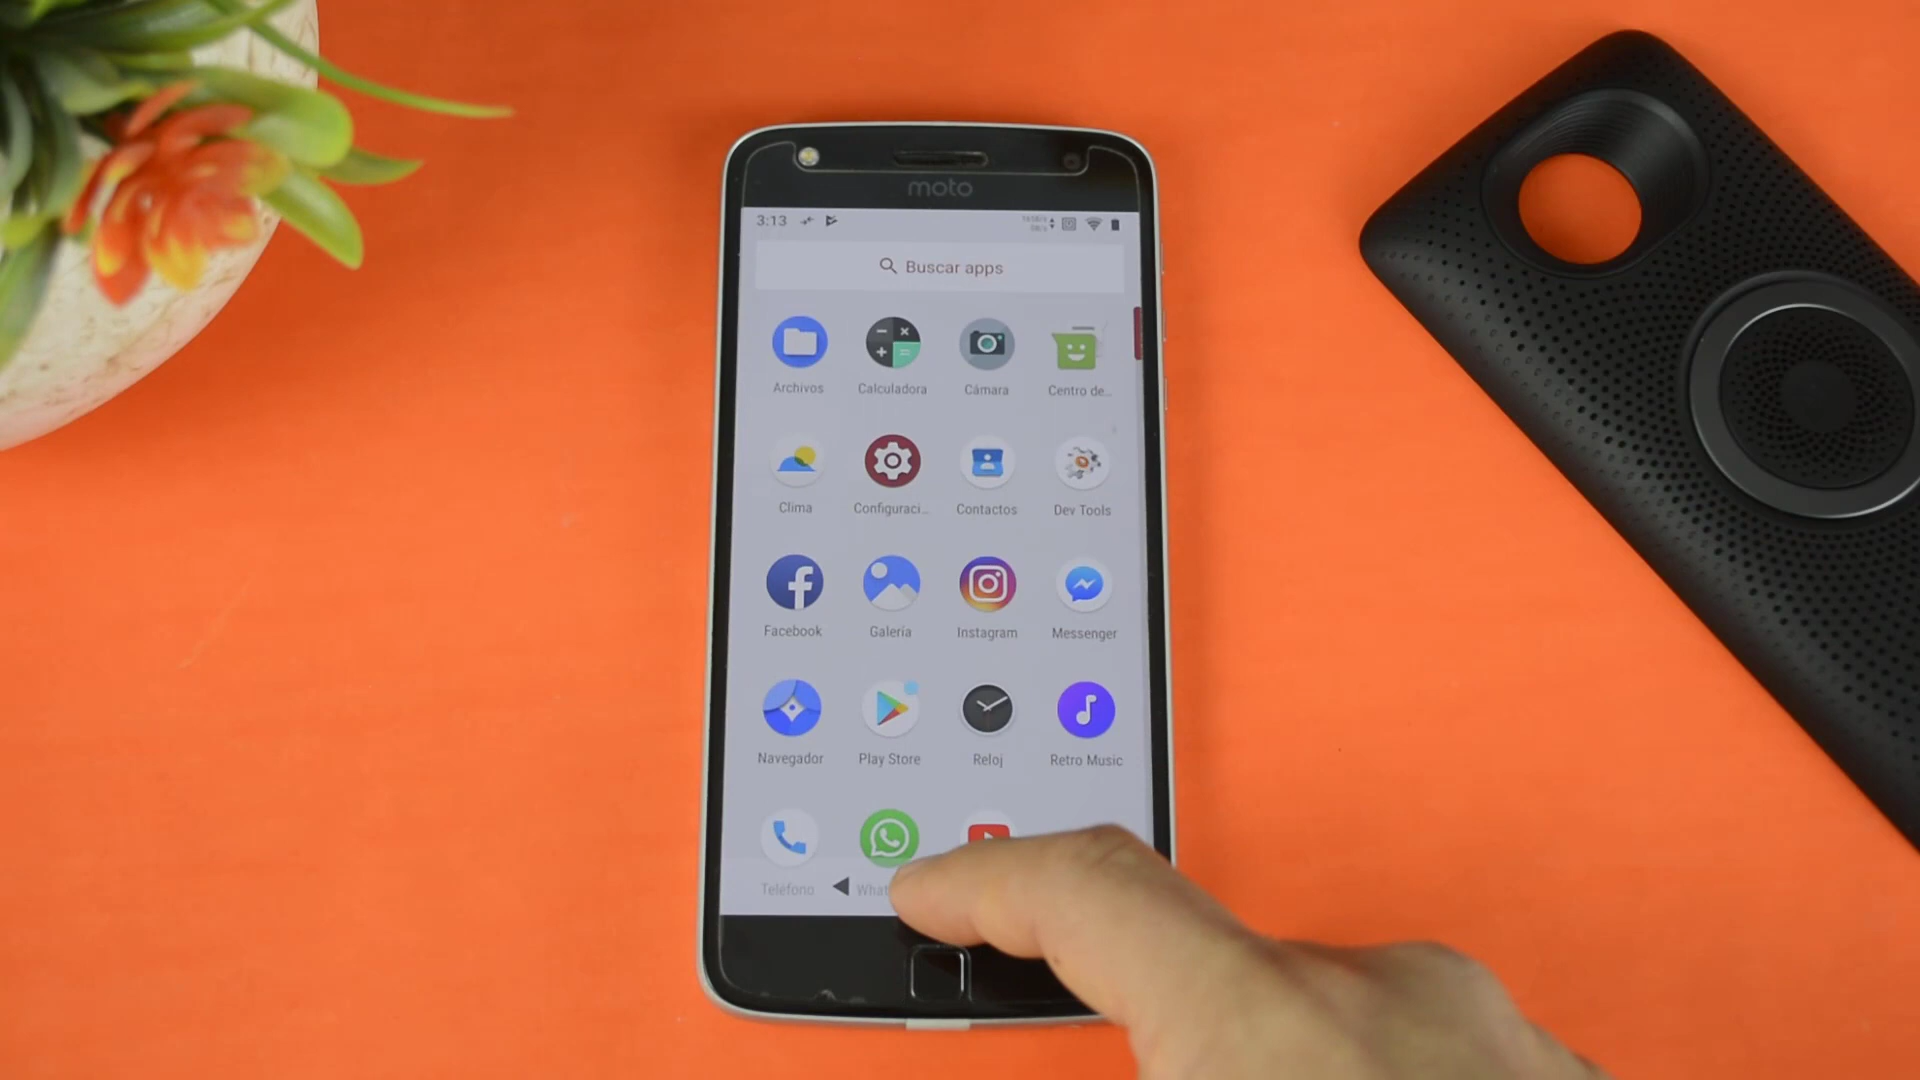 moto
3:13
Buscar apps
Archivos
Calculadora
Cámara
Centro de...
Clima
Configuraci...
Contactos
Dev Tools
Facebook
Galería
Instagram
Messenger
Navegador
Play Store
Reloj
Retro Music
Teléfono
What